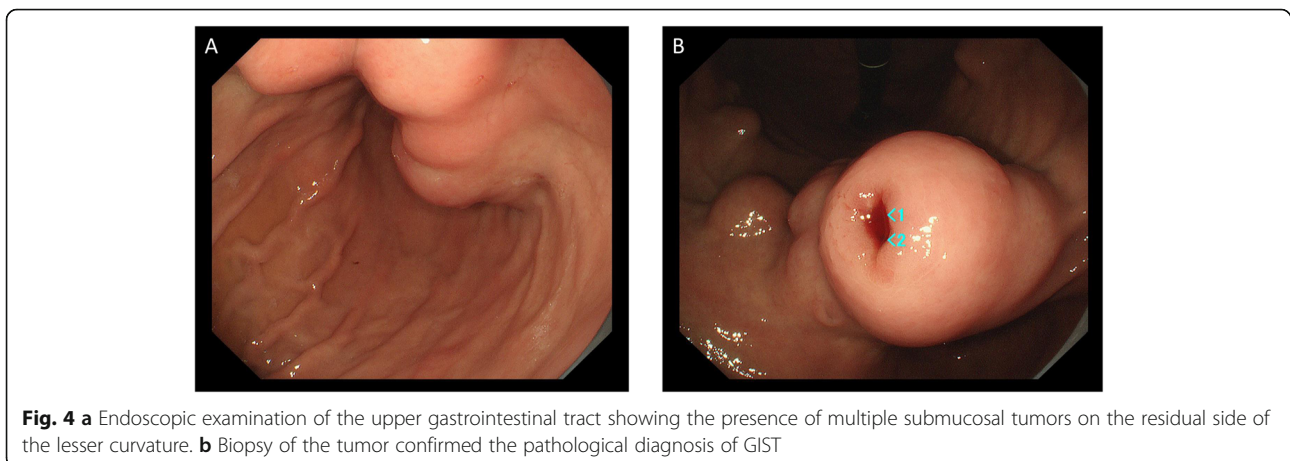 A
B
<1
<2
Fig. 4 a Endoscopic examination of the upper gastrointestinal tract showing the presence of multiple submucosal tumors on the residual side of
the lesser curvature. b Biopsy of the tumor confirmed the pathological diagnosis of GIST